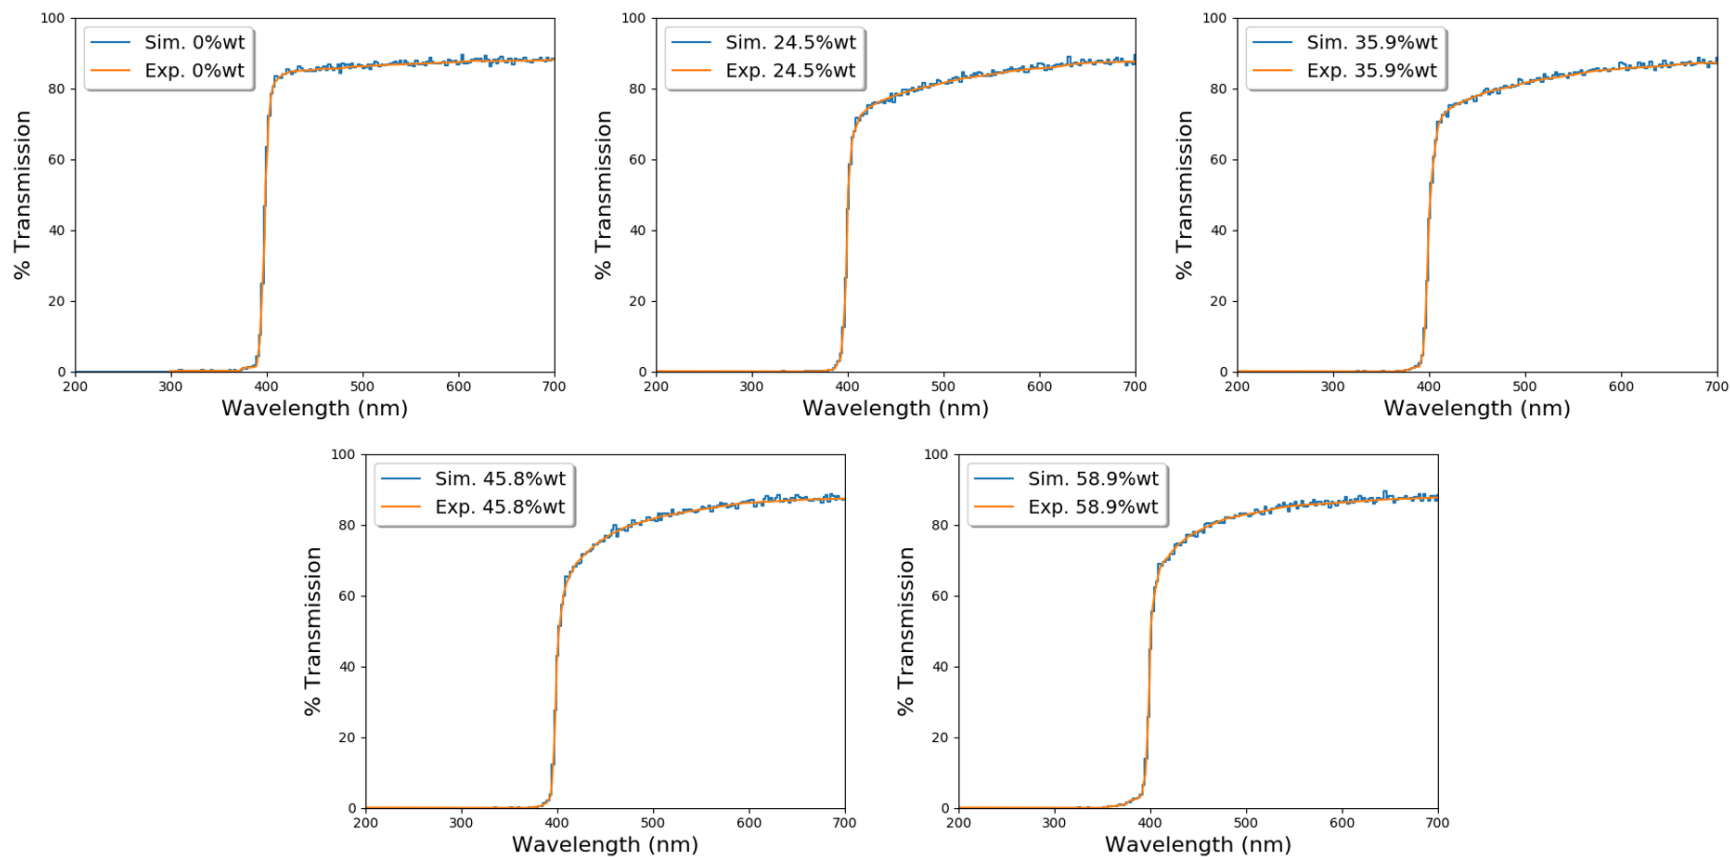 100
80
60
40
20
0
% Transmission
Sim. 0%wt
Exp. 0%wt
200 300 400 500 600 700
Wavelength (nm)
100
80
60
40
20
0
% Transmission
Sim. 24.5%wt
Exp. 24.5%wt
200 300 400 500 600 700
Wavelength (nm)
100
80
60
40
20
0
% Transmission
Sim. 35.9%wt
Exp. 35.9%wt
200 300 400 500 600 700
Wavelength (nm)
100
80
60
40
20
0
% Transmission
Sim. 45.8%wt
Exp. 45.8%wt
200 300 400 500 600 700
Wavelength (nm)
100
80
60
40
20
0
% Transmission
Sim. 58.9%wt
Exp. 58.9%wt
200 300 400 500 600 700
Wavelength (nm)